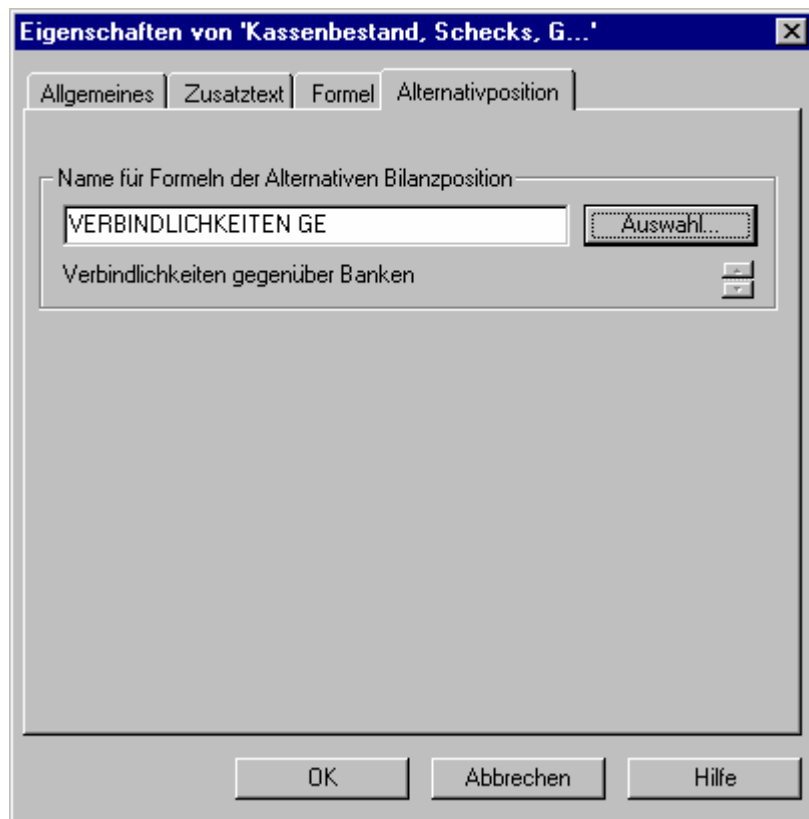 Eigenschaften von 'Kassenbestand, Schecks, G...'
Allgemeines Zusatztext Formel Alternativposition
Name für Formeln der Alternativen Bilanzposition
VERBINDLICHKEITEN GE Auswahl...
Verbindlichkeiten gegenüber Banken
OK Abbrechen Hilfe